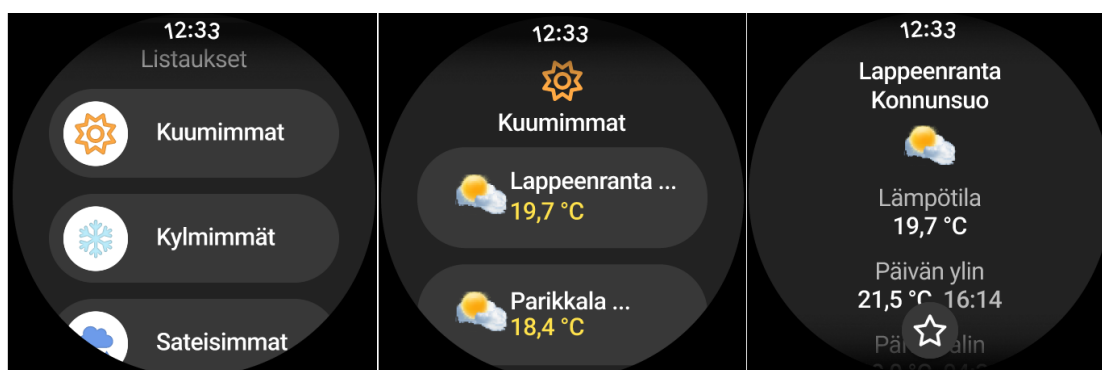 12:33
Listaukset
Kuumimmat
Kylmimmät
Sateisimmat
12:33
Kuumimmat
Lappeenranta ...
19,7 °C
Parikkala ...
18,4 °C
12:33
Lappeenranta
Konnunsuo
Lämpötila
19,7 °C
Päivän ylin
21,5 °C 16:14